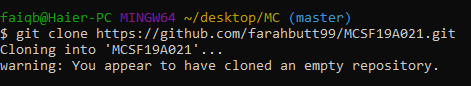 faiqb@Haier-PC MINGW64 ~/desktop/MC (master)
$ git clone https://github.com/farahbutt99/MCSF19A021.git
Cloning into 'MCSF19A021'...
warning: You appear to have cloned an empty repository.